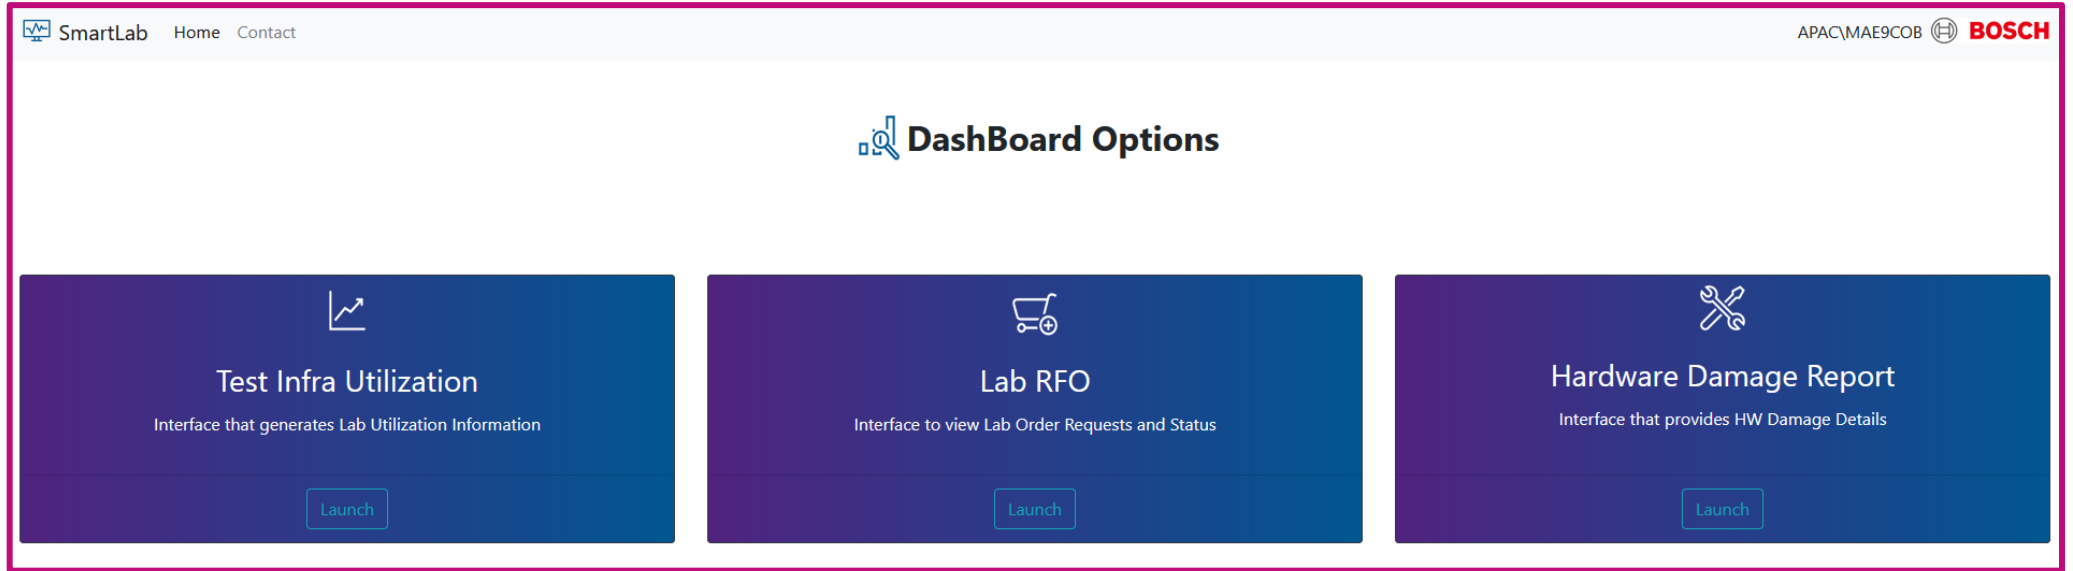 SmartLab Home Contact APAC\MAE9COB BOSCH
DashBoard Options
Test Infra Utilization
Interface that generates Lab Utilization Information
Launch
Lab RFO
Interface to view Lab Order Requests and Status
Launch
Hardware Damage Report
Interface that provides HW Damage Details
Launch